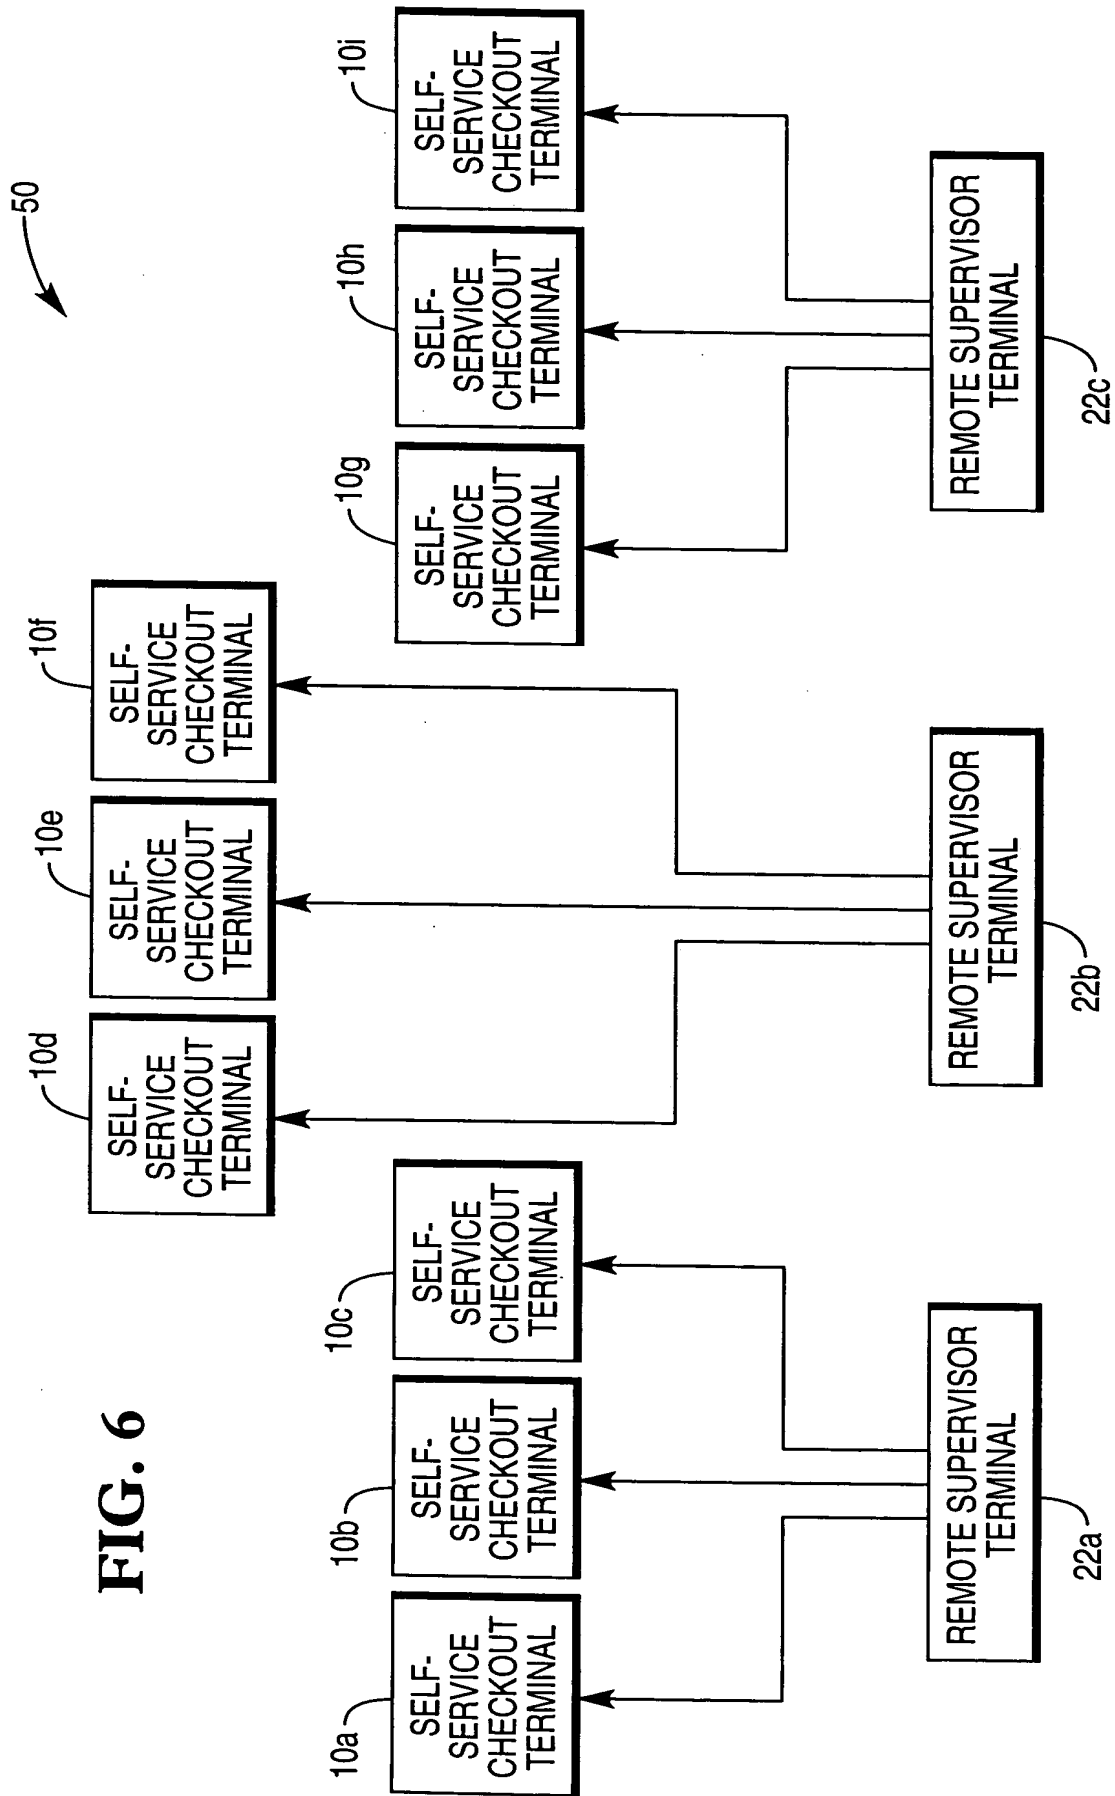 FIG. 6
50
10a
SELF-
SERVICE
CHECKOUT
TERMINAL
10b
SELF-
SERVICE
CHECKOUT
TERMINAL
10c
SELF-
SERVICE
CHECKOUT
TERMINAL
10d
SELF-
SERVICE
CHECKOUT
TERMINAL
10e
SELF-
SERVICE
CHECKOUT
TERMINAL
10f
SELF-
SERVICE
CHECKOUT
TERMINAL
10g
SELF-
SERVICE
CHECKOUT
TERMINAL
10h
SELF-
SERVICE
CHECKOUT
TERMINAL
10i
SELF-
SERVICE
CHECKOUT
TERMINAL
REMOTE SUPERVISOR
TERMINAL
22a
REMOTE SUPERVISOR
TERMINAL
22b
REMOTE SUPERVISOR
TERMINAL
22c